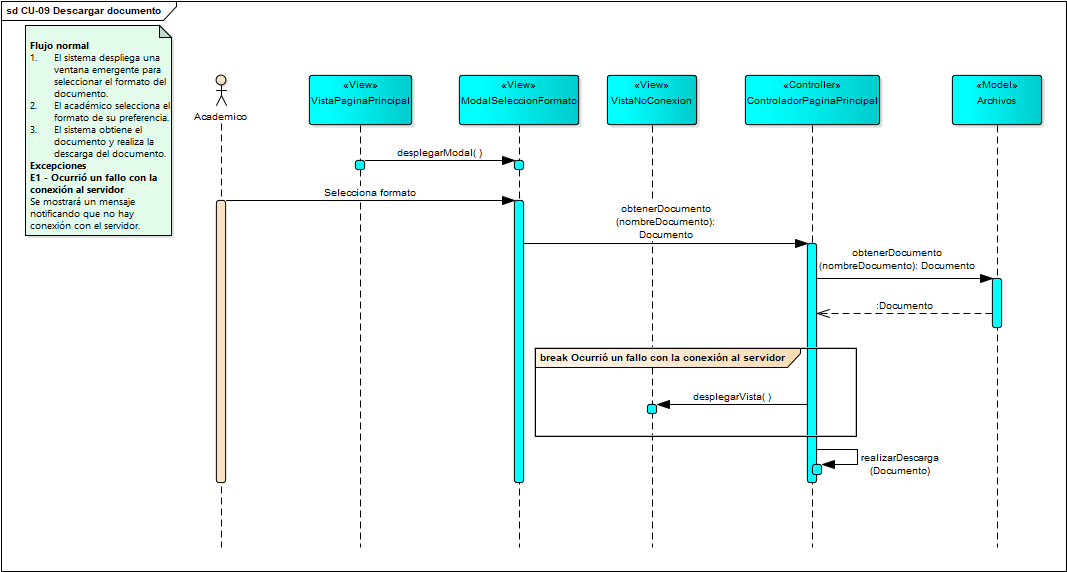 sd CU-09 Descargar documento
Flujo normal
1. El sistema despliega una
ventana emergente para
seleccionar el formato del
documento.
2. El académico selecciona el
formato de su preferencia.
3. El sistema obtiene el
documento y realiza la
descarga del documento.
Excepciones
E1 - Ocurrió un fallo con la
conexión al servidor
Se mostrará un mensaje
notificando que no hay
conexión con el servidor.
Academico
«View»
VistaPaginaPrincipal
«View»
ModalSeleccionFormato
«View»
VistaNoConexion
«Controller»
ControladorPaginaPrincipal
«Model»
Archivos
desplegarModal( )
Selecciona formato
obtenerDocumento
(nombreDocumento):
Documento
obtenerDocumento
(nombreDocumento): Documento
:Documento
break Ocurrió un fallo con la conexión al servidor
desplegarVista( )
realizarDescarga
(Documento)